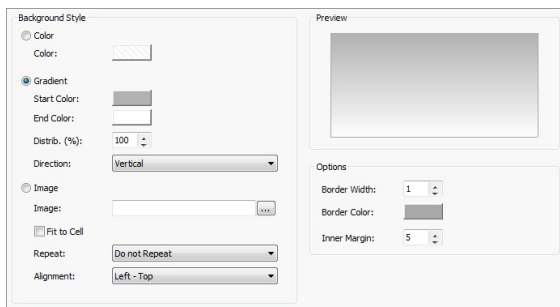 Background Style
Color
Color:
Gradient
Start Color:
End Color:
Distrib. (%): 100
Direction: Vertical
Image
Image: ...
Fit to Cell
Repeat: Do not Repeat
Alignment: Left - Top
Preview
Options
Border Width: 1
Border Color:
Inner Margin: 5